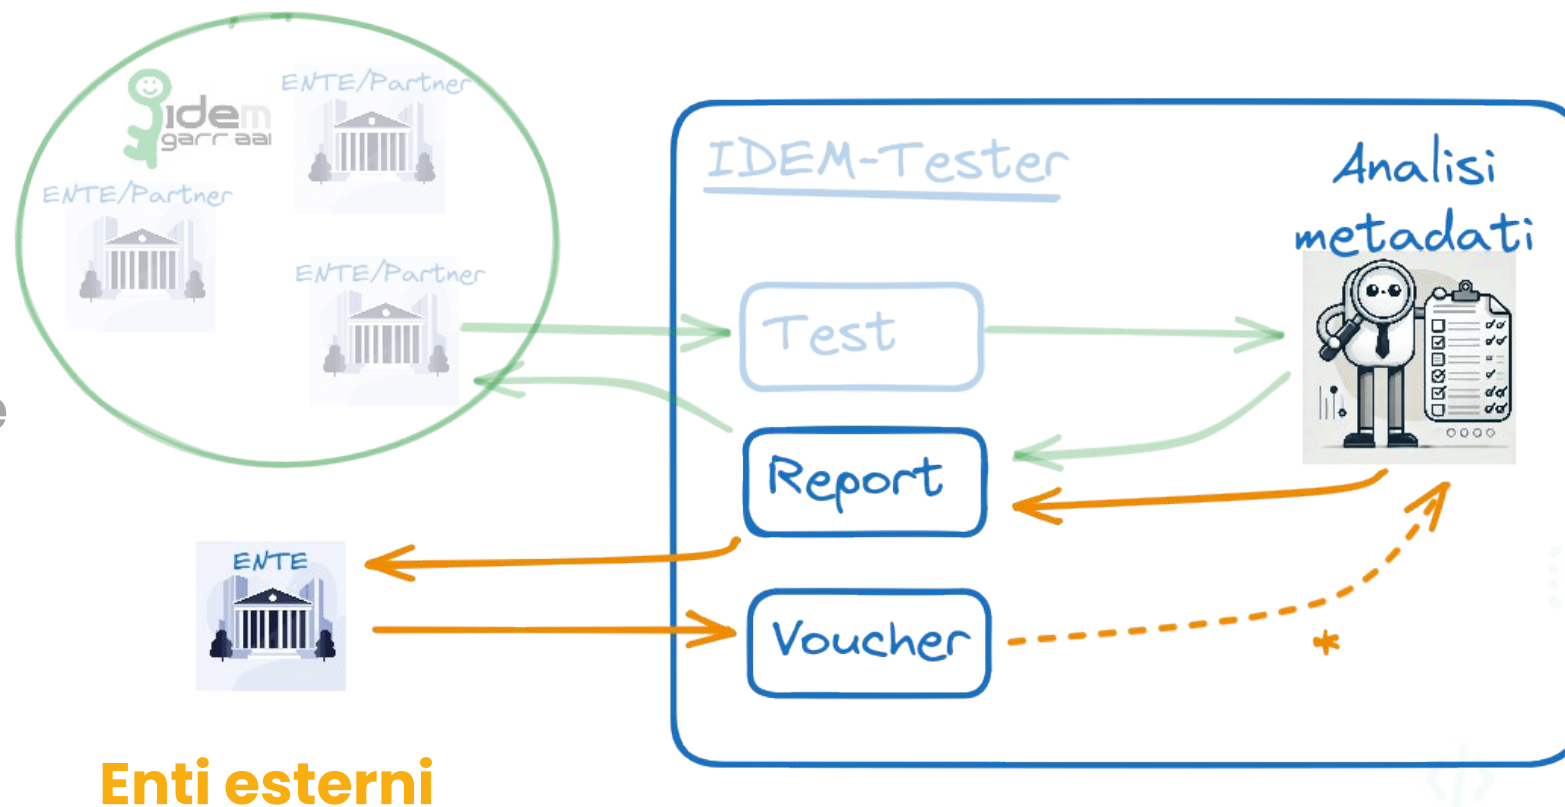 idem
garr aai
ENTE/Partner
ENTE/Partner
ENTE/Partner
IDEM-Tester
Analisi
metadati
Test
Report
ENTE
Voucher
*
Enti esterni